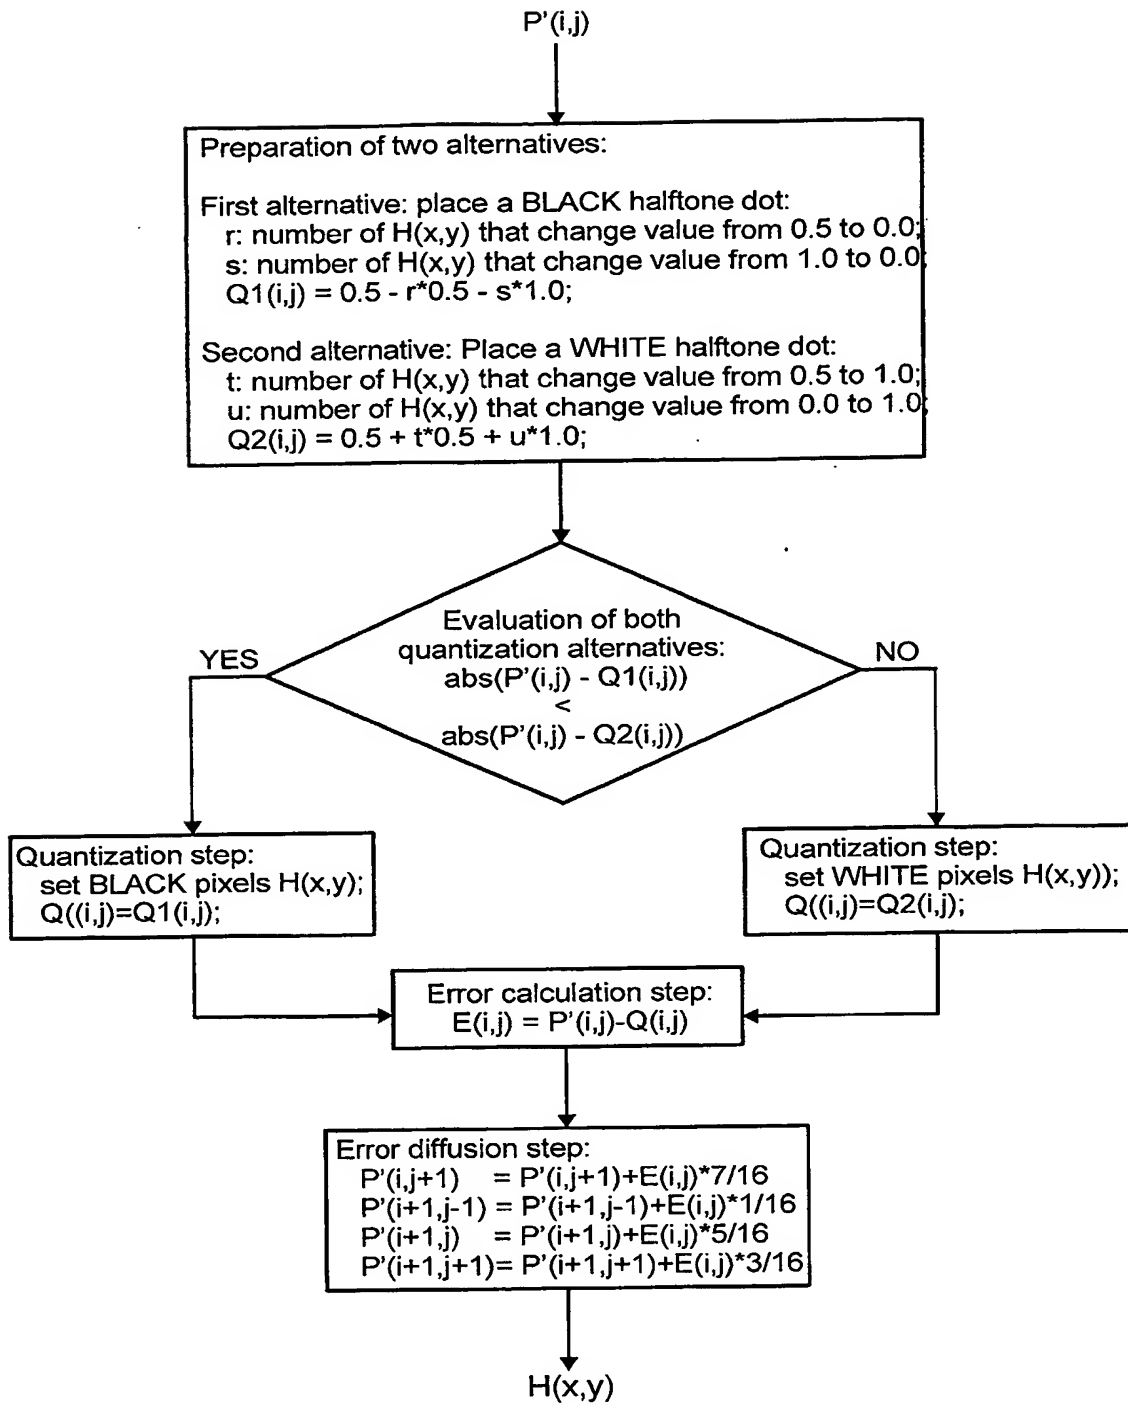 P'(i,j)
Preparation of two alternatives:
First alternative: place a BLACK halftone dot:
r: number of H(x,y) that change value from 0.5 to 0.0;
s: number of H(x,y) that change value from 1.0 to 0.0;
Q1(i,j) = 0.5 - r*0.5 - s*1.0;
Second alternative: Place a WHITE halftone dot:
t: number of H(x,y) that change value from 0.5 to 1.0;
u: number of H(x,y) that change value from 0.0 to 1.0;
Q2(i,j) = 0.5 + t*0.5 + u*1.0;
Evaluation of both
quantization alternatives:
abs(P'(i,j) - Q1(i,j))
<
abs(P'(i,j) - Q2(i,j))
YES
NO
Quantization step:
set BLACK pixels H(x,y);
Q((i,j)=Q1(i,j);
Quantization step:
set WHITE pixels H(x,y));
Q((i,j)=Q2(i,j);
Error calculation step:
E(i,j) = P'(i,j)-Q(i,j)
Error diffusion step:
P'(i,j+1) = P'(i,j+1)+E(i,j)*7/16
P'(i+1,j-1) = P'(i+1,j-1)+E(i,j)*1/16
P'(i+1,j) = P'(i+1,j)+E(i,j)*5/16
P'(i+1,j+1)= P'(i+1,j+1)+E(i,j)*3/16
H(x,y)